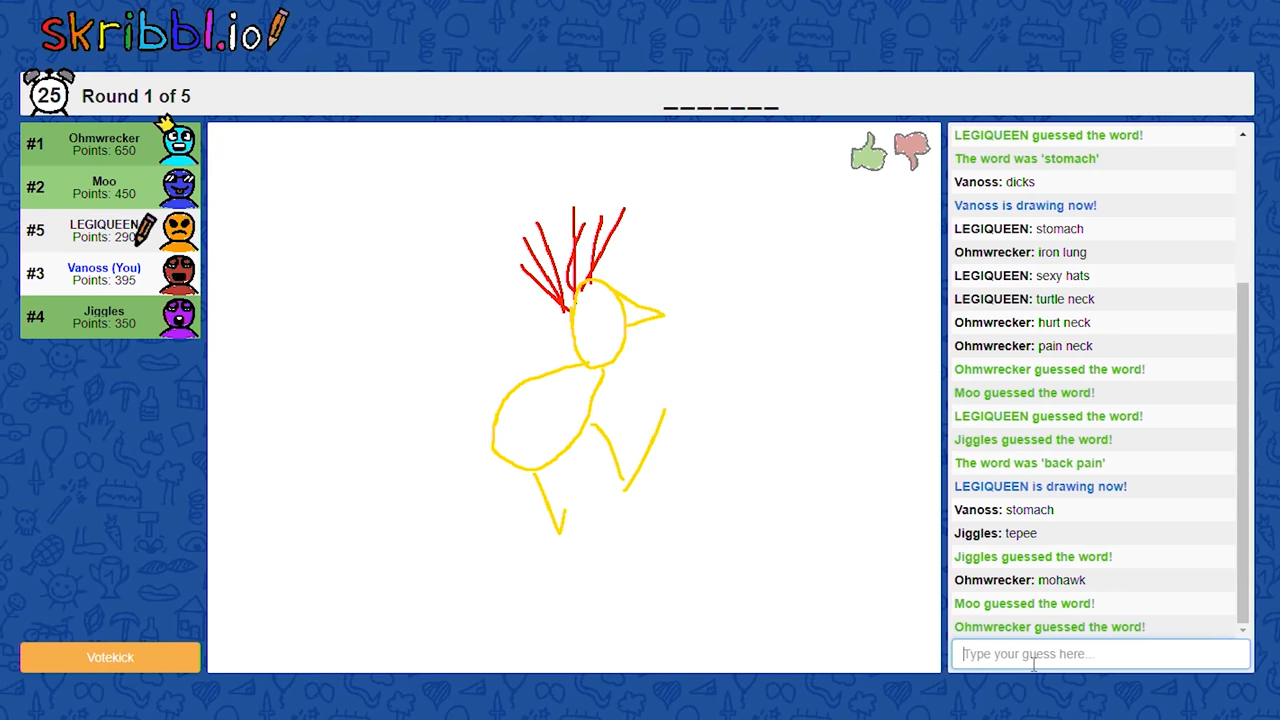 skribbl.io
25
Round 1 of 5
_______
#1
Ohmwrecker
Points: 650
#2
Moo
Points: 450
#5
LEGIQUEEN
Points: 290
#3
Vanoss (You)
Points: 395
#4
Jiggles
Points: 350
Votekick
LEGIQUEEN guessed the word!
The word was 'stomach'
Vanoss: dicks
Vanoss is drawing now!
LEGIQUEEN: stomach
Ohmwrecker: iron lung
LEGIQUEEN: sexy hats
LEGIQUEEN: turtle neck
Ohmwrecker: hurt neck
Ohmwrecker: pain neck
Ohmwrecker guessed the word!
Moo guessed the word!
LEGIQUEEN guessed the word!
Jiggles guessed the word!
The word was 'back pain'
LEGIQUEEN is drawing now!
Vanoss: stomach
Jiggles: tepee
Jiggles guessed the word!
Ohmwrecker: mohawk
Moo guessed the word!
Ohmwrecker guessed the word!
Type your guess here...